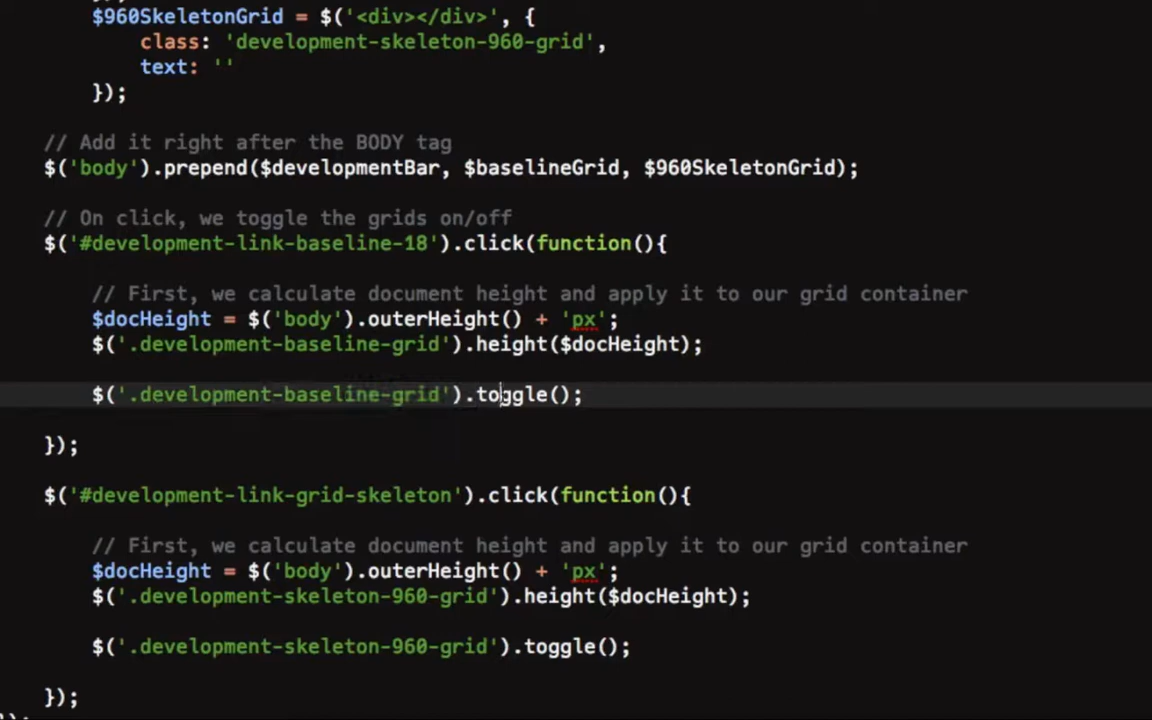 $960SkeletonGrid = $('<div></div>', {
class: 'development-skeleton-960-grid',
text: ''
});
// Add it right after the BODY tag
$('body').prepend($developmentBar, $baselineGrid, $960SkeletonGrid);
// On click, we toggle the grids on/off
$('#development-link-baseline-18').click(function(){
// First, we calculate document height and apply it to our grid container
$docHeight = $('body').outerHeight() + 'px';
$('.development-baseline-grid').height($docHeight);
$('.development-baseline-grid').toggle();
});
$('#development-link-grid-skeleton').click(function(){
// First, we calculate document height and apply it to our grid container
$docHeight = $('body').outerHeight() + 'px';
$('.development-skeleton-960-grid').height($docHeight);
$('.development-skeleton-960-grid').toggle();
});